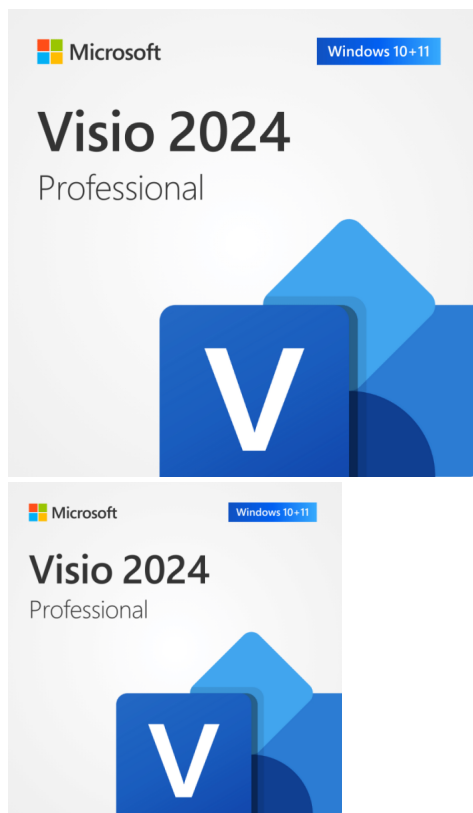 Microsoft
Windows 10+11
Visio 2024
Professional
V
Microsoft
Windows 10+11
Visio 2024
Professional
V